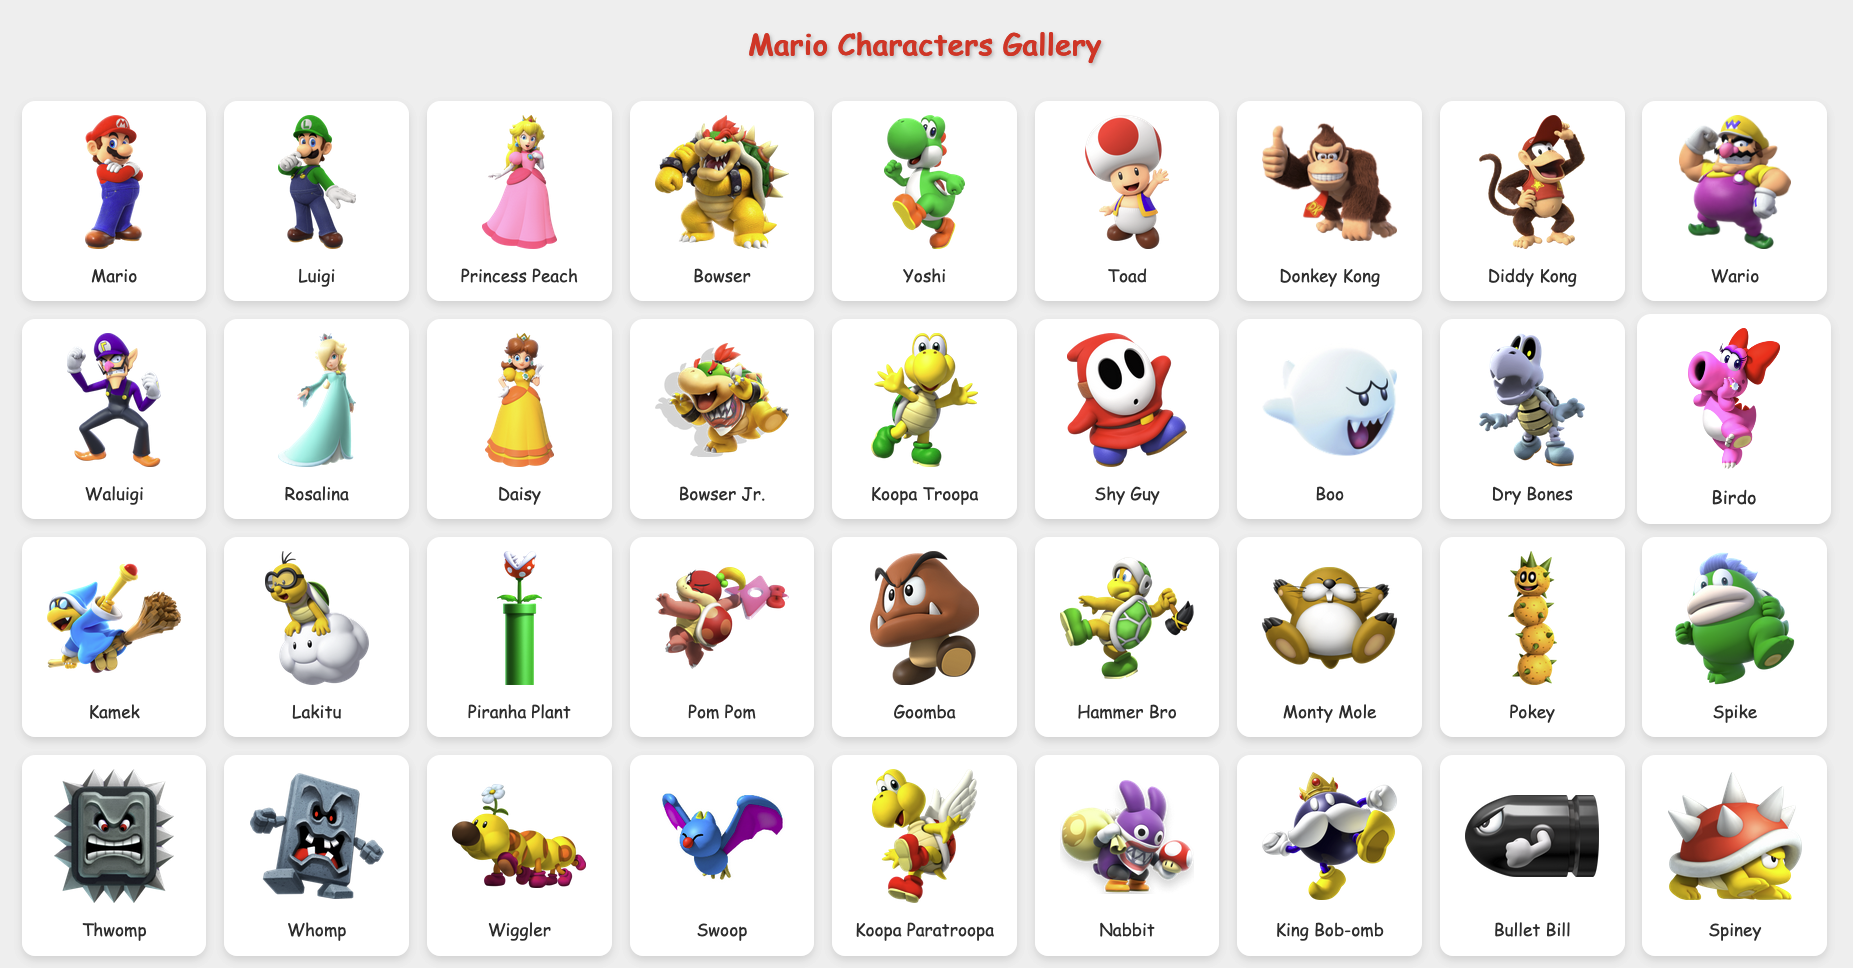 Mario Characters Gallery
Mario
Luigi
Princess Peach
Bowser
Yoshi
Toad
Donkey Kong
Diddy Kong
Wario
Waluigi
Rosalina
Daisy
Bowser Jr.
Koopa Troopa
Shy Guy
Boo
Dry Bones
Birdo
Kamek
Lakitu
Piranha Plant
Pom Pom
Goomba
Hammer Bro
Monty Mole
Pokey
Spike
Thwomp
Whomp
Wiggler
Swoop
Koopa Paratroopa
Nabbit
King Bob-omb
Bullet Bill
Spiney